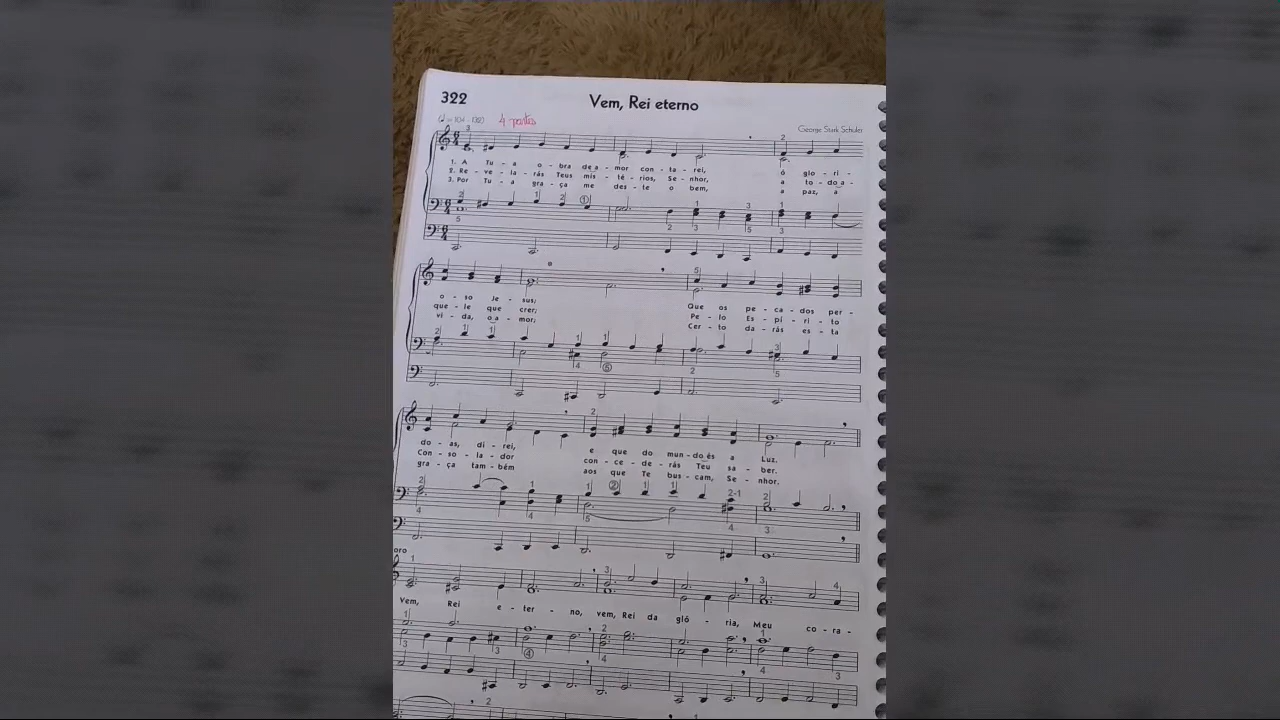 322
Vem, Rei eterno
(♩ = 104 - 132) 4 partes
George Stark Schuler
1. A Tu - a o - bra de a - mor con - ta - rei, ó glo - ri -
2. Re - ve - la - rás Teus mis - té - rios, Se - nhor, a to - do a -
3. Por Tu - a gra - ça me des - te o bem, a paz, a
o - so Je - sus; Que os pe - ca - dos per -
que - le que crer; Pe - lo Es - pí - ri - to
vi - da, o a - mor; Cer - to da - rás es - ta
do - as, di - rei, e que do mun - do és a Luz.
Con - so - la - dor con - ce - de - rás Teu sa - ber.
gra - ça tam - bém aos que Te bus - cam, Se - nhor.
oro
Vem, Rei e - ter - no, vem, Rei da gló - ria, Meu co - ra -